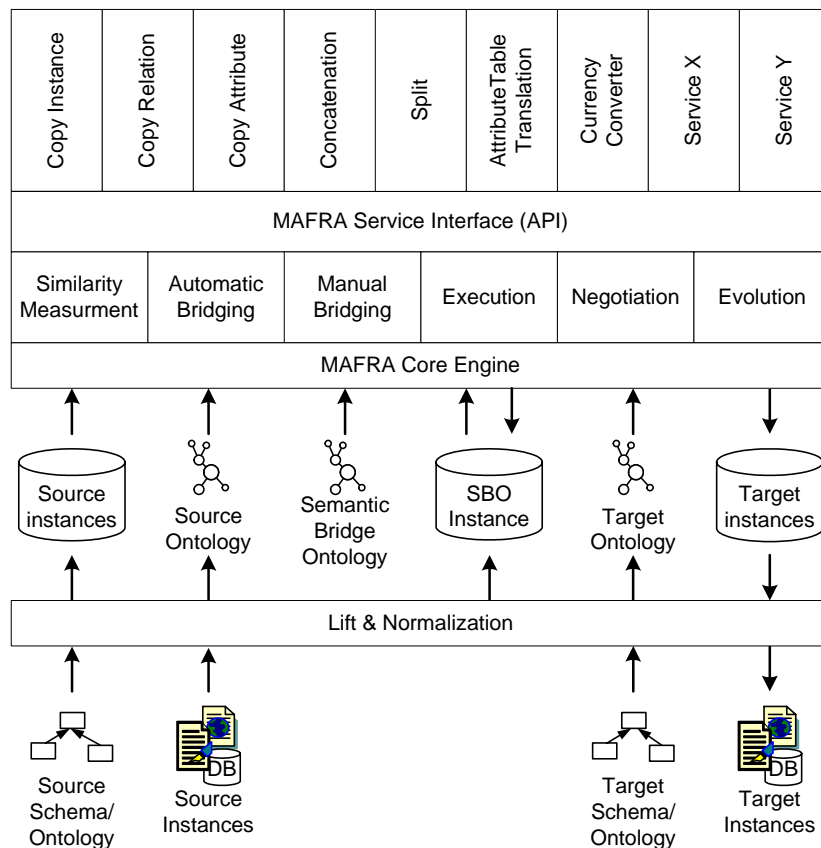 Copy Instance
Copy Relation
Copy Attribute
Concatenation
Split
AttributeTable
Translation
Currency
Converter
Service X
Service Y
MAFRA Service Interface (API)
Similarity
Measurment
Automatic
Bridging
Manual
Bridging
Execution
Negotiation
Evolution
MAFRA Core Engine
Source
instances
Source
Ontology
Semantic
Bridge
Ontology
SBO
Instance
Target
Ontology
Target
instances
Lift & Normalization
Source
Schema/
Ontology
DB
Source
Instances
Target
Schema/
Ontology
DB
Target
Instances